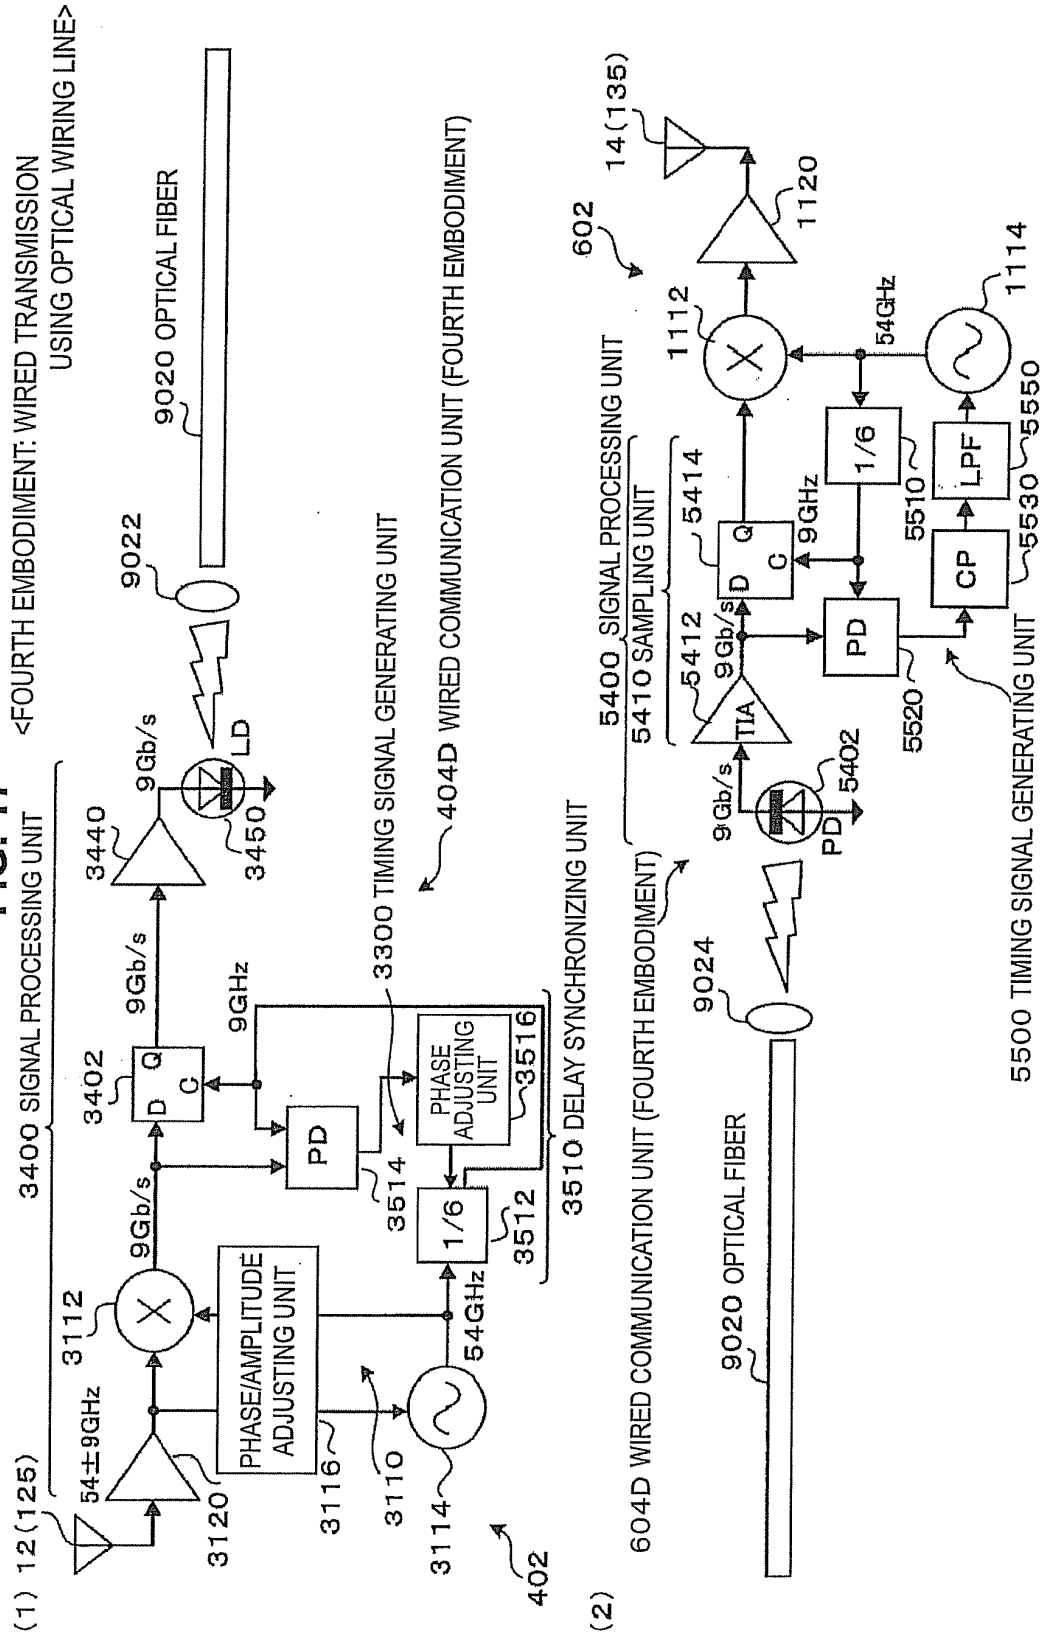 <FOURTH EMBODIMENT: WIRED TRANSMISSION
USING OPTICAL WIRING LINE>
(1)
12(125)
3400 SIGNAL PROCESSING UNIT
54±9GHz
3120
3112
9Gb/s
3402
D
Q
C
9Gb/s
3440
9Gb/s
LD
3450
9022
9020 OPTICAL FIBER
PHASE/AMPLITUDE
ADJUSTING UNIT
3116
3110
3114
54GHz
402
PD
3514
9GHz
1/6
3512
PHASE
ADJUSTING
UNIT
3516
3300 TIMING SIGNAL GENERATING UNIT
404D WIRED COMMUNICATION UNIT (FOURTH EMBODIMENT)
3510 DELAY SYNCHRONIZING UNIT
(2)
604D WIRED COMMUNICATION UNIT (FOURTH EMBODIMENT)
9020 OPTICAL FIBER
9024
PD
5402
9Gb/s
5400 SIGNAL PROCESSING UNIT
5410 SAMPLING UNIT
5412
TIA
9Gb/s
5414
D
Q
C
9GHz
PD
5520
1/6
5510
CP
5530
LPF
5550
1112
54GHz
1114
602
1120
14(135)
5500 TIMING SIGNAL GENERATING UNIT